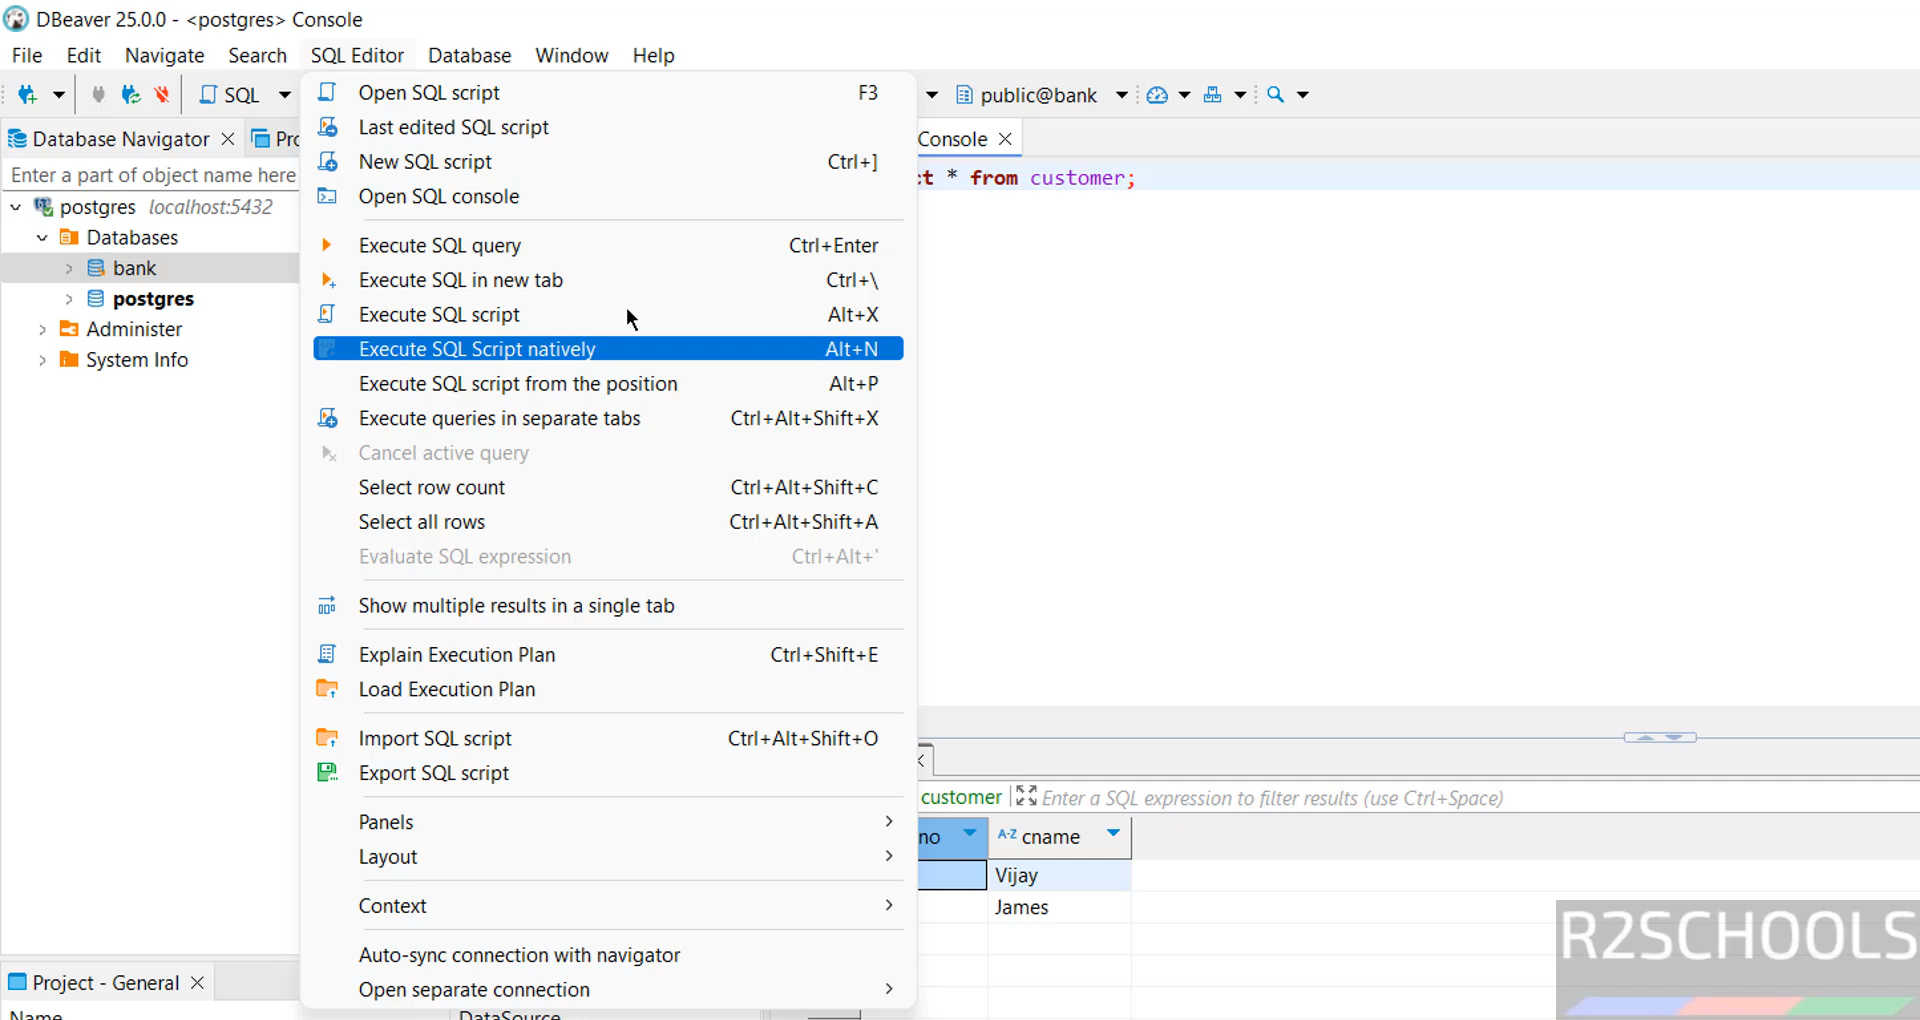 DBeaver 25.0.0 - <postgres> Console
File Edit Navigate Search SQL Editor Database Window Help
SQL public@bank
Database Navigator
Console
Enter a part of object name here
postgres localhost:5432
Databases
bank
postgres
Administer
System Info
Open SQL script F3
Last edited SQL script
New SQL script Ctrl+]
Open SQL console
Execute SQL query Ctrl+Enter
Execute SQL in new tab Ctrl+\
Execute SQL script Alt+X
Execute SQL Script natively Alt+N
Execute SQL script from the position Alt+P
Execute queries in separate tabs Ctrl+Alt+Shift+X
Cancel active query
Select row count Ctrl+Alt+Shift+C
Select all rows Ctrl+Alt+Shift+A
Evaluate SQL expression Ctrl+Alt+'
Show multiple results in a single tab
Explain Execution Plan Ctrl+Shift+E
Load Execution Plan
Import SQL script Ctrl+Alt+Shift+O
Export SQL script
Panels
Layout
Context
Auto-sync connection with navigator
Open separate connection
* from customer;
customer Enter a SQL expression to filter results (use Ctrl+Space)
no A-Z cname
Vijay
James
Project - General
Name DataSource
R2SCHOOLS